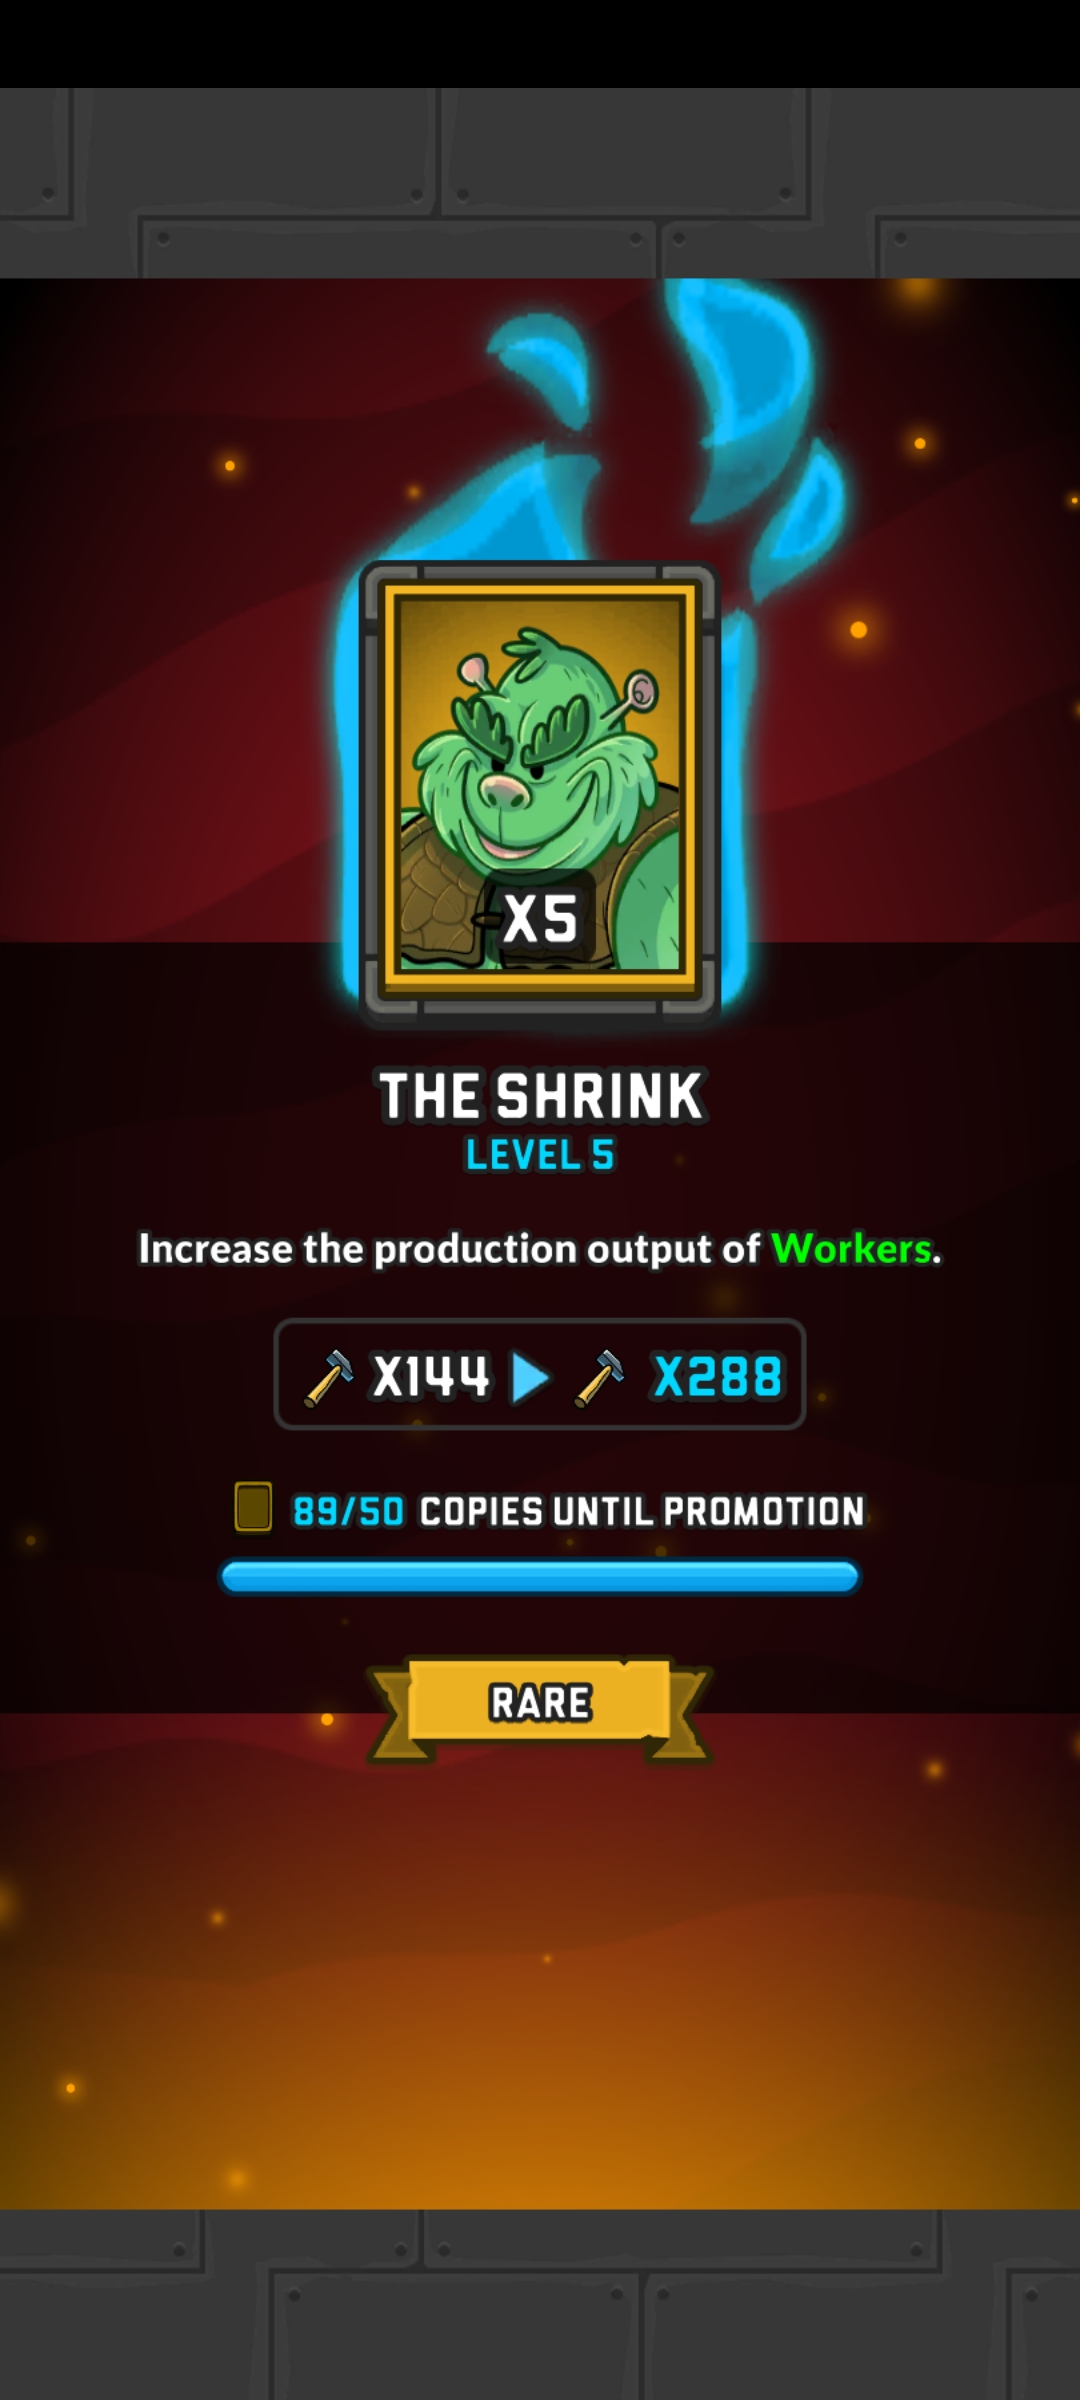 X5
THE SHRINK
LEVEL 5
Increase the production output of Workers.
X144 X288
89/50 COPIES UNTIL PROMOTION
RARE